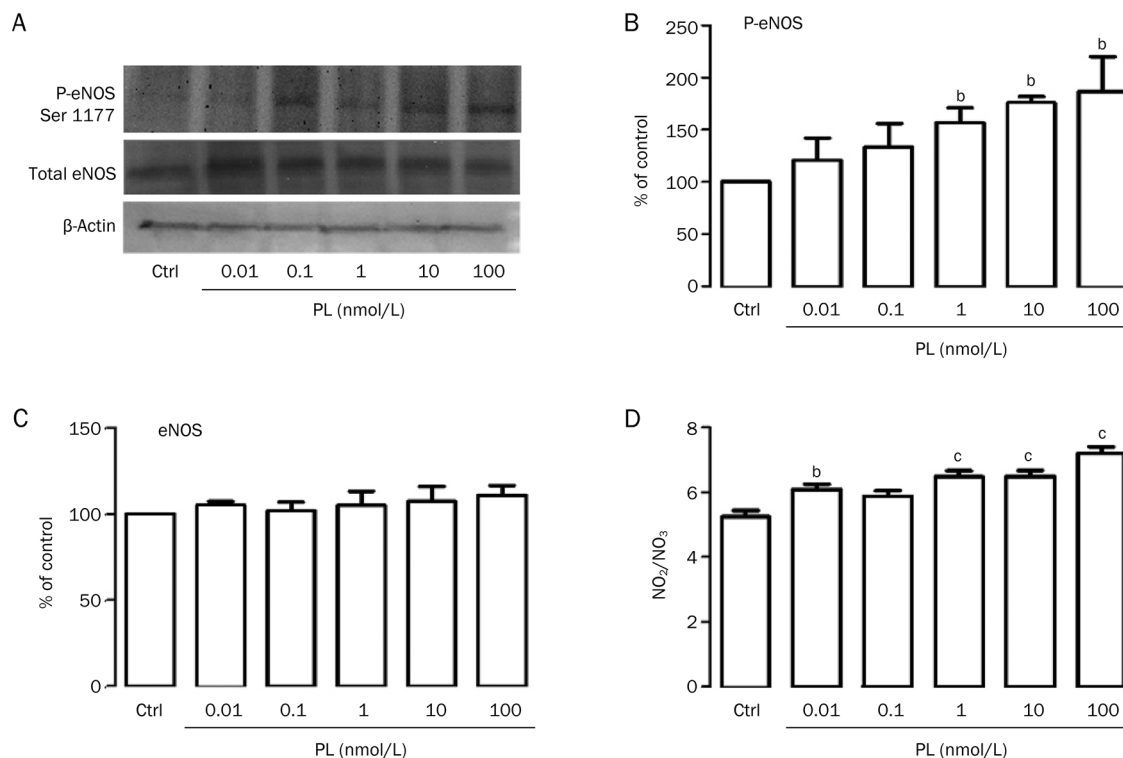 A
P-eNOS
Ser 1177
Total eNOS
β-Actin
Ctrl 0.01 0.1 1 10 100
PL (nmol/L)
B
P-eNOS
% of control
250
200
150
100
50
0
b
b
b
Ctrl 0.01 0.1 1 10 100
PL (nmol/L)
C
eNOS
% of control
150
100
50
0
Ctrl 0.01 0.1 1 10 100
PL (nmol/L)
D
NO₂/NO₃
8
6
4
2
0
b
c
c
c
Ctrl 0.01 0.1 1 10 100
PL (nmol/L)